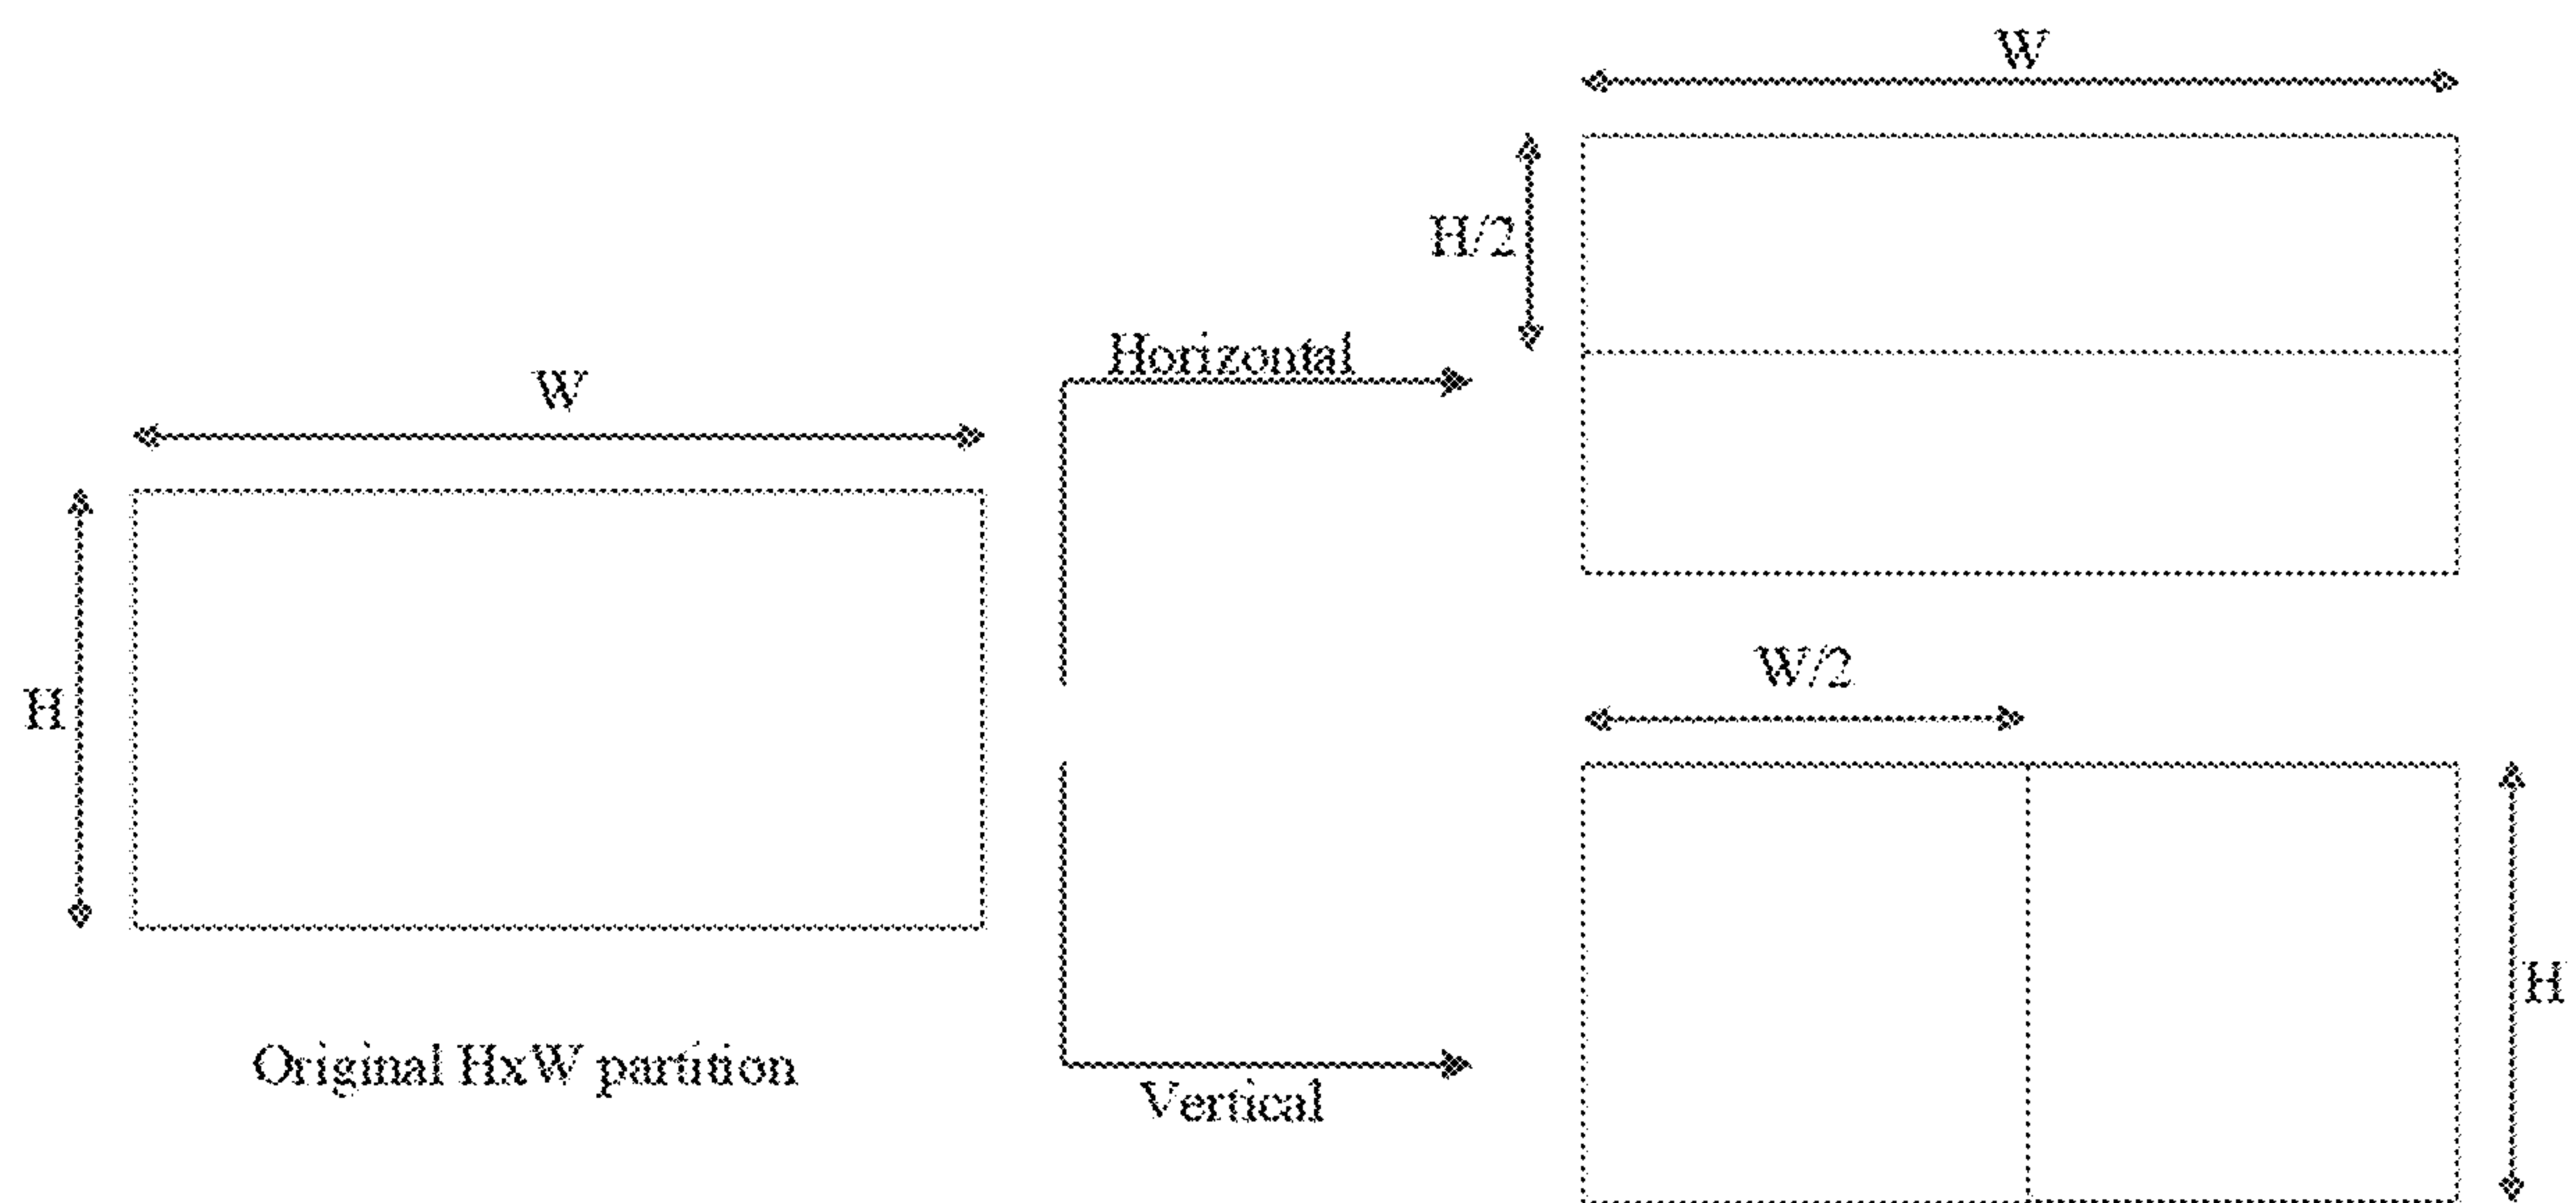 W
H
Original HxW partition
Horizontal
Vertical
W
H/2
W/2
H